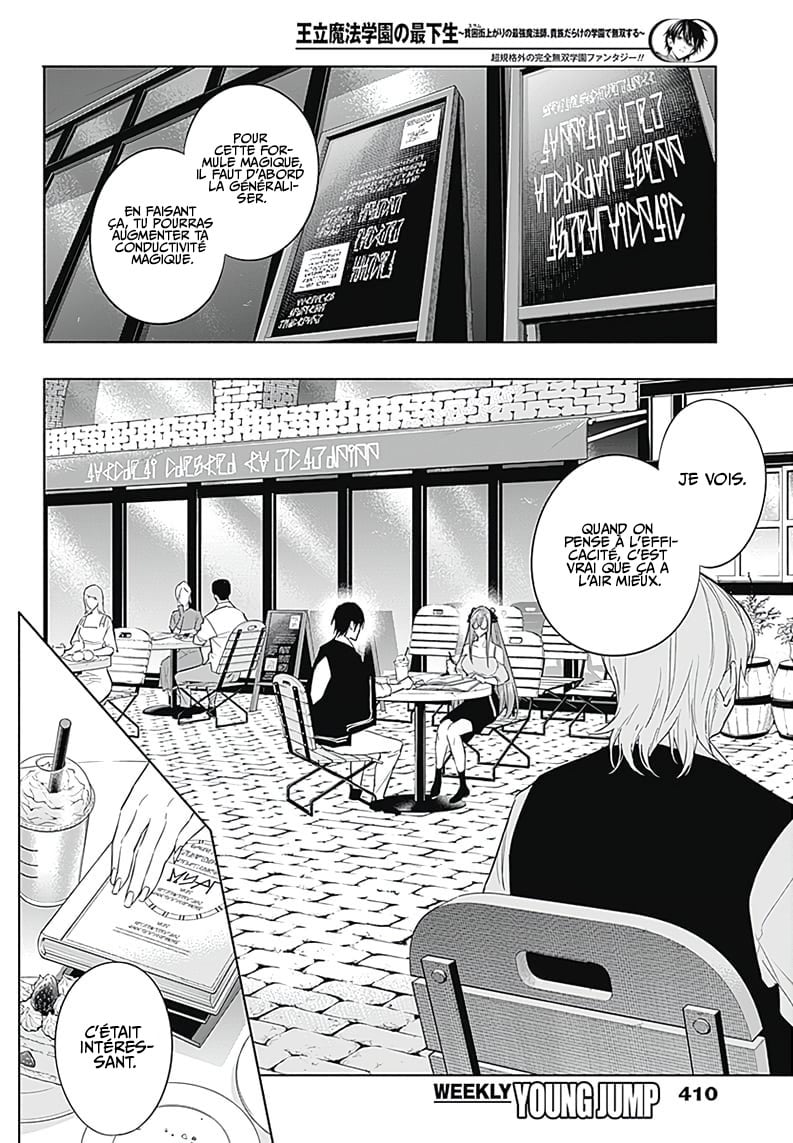 王立魔法学園の最下生～貧困街上がりの最強魔法師、貴族だらけの学園で無双する～
スラム
超規格外の完全無双学園ファンタジー!!
POUR
CETTE FOR-
MULE MAGIQUE,
IL FAUT D'ABORD
LA GÉNÉRALI-
SER.
EN FAISANT
ÇA, TU POURRAS
AUGMENTER TA
CONDUCTIVITÉ
MAGIQUE.
JE VOIS.
QUAND ON
PENSE À L'EFFI-
CACITÉ, C'EST
VRAI QUE ÇA A
L'AIR MIEUX.
C'ÉTAIT
INTÉRES-
SANT.
WEEKLY YOUNG JUMP 410